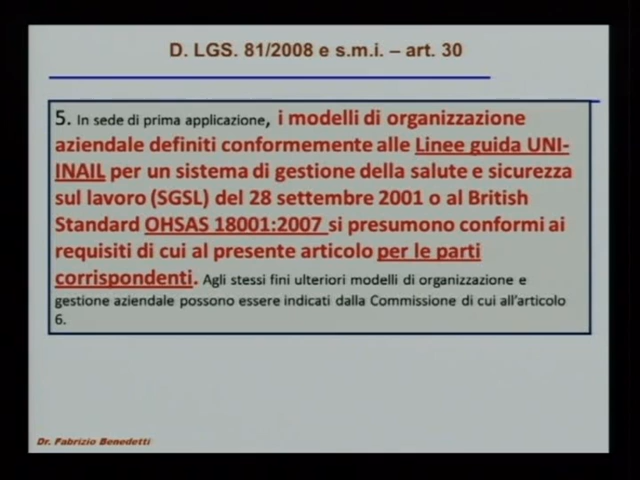 D. LGS. 81/2008 e s.m.i. – art. 30
5. In sede di prima applicazione, i modelli di organizzazione
aziendale definiti conformemente alle Linee guida UNI-
INAIL per un sistema di gestione della salute e sicurezza
sul lavoro (SGSL) del 28 settembre 2001 o al British
Standard OHSAS 18001:2007 si presumono conformi ai
requisiti di cui al presente articolo per le parti
corrispondenti. Agli stessi fini ulteriori modelli di organizzazione e
gestione aziendale possono essere indicati dalla Commissione di cui all'articolo
6.
Dr. Fabrizio Benedetti